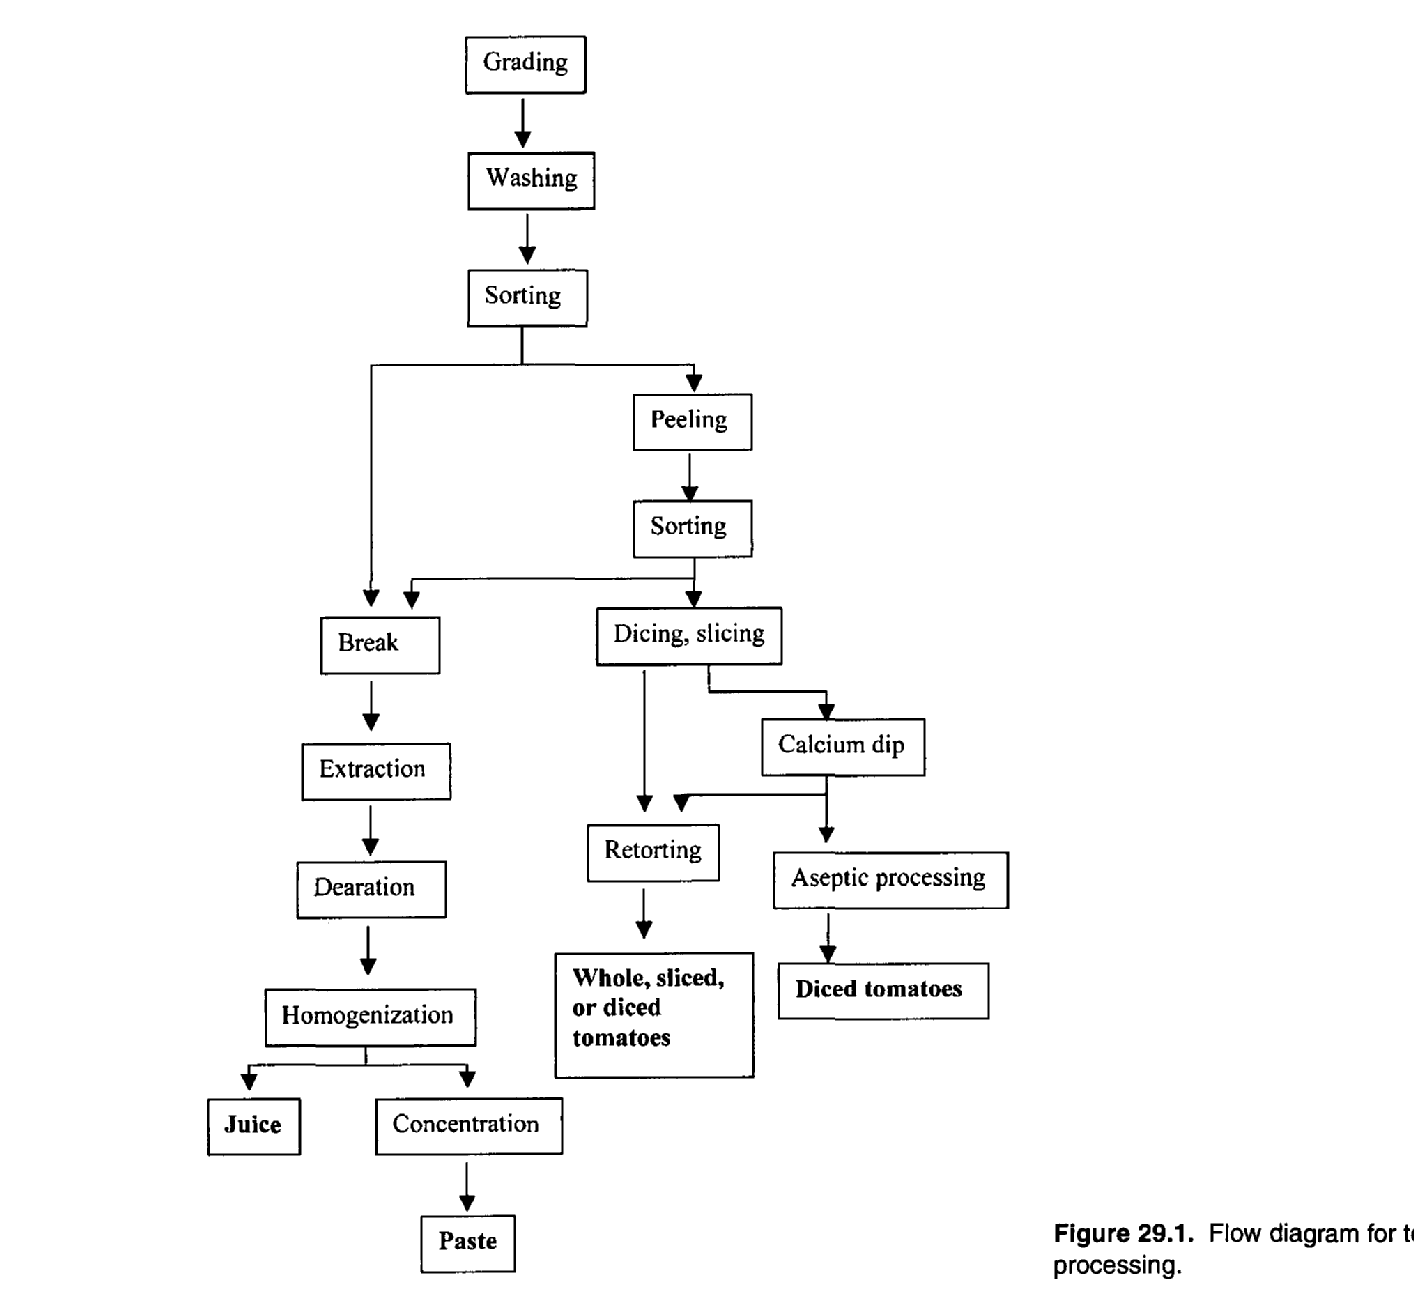 Grading
Washing
Sorting
Peeling
Sorting
Break
Dicing, slicing
Calcium dip
Extraction
Retorting
Aseptic processing
Dearation
Whole, sliced,
or diced
tomatoes
Diced tomatoes
Homogenization
Juice
Concentration
Paste
Figure 29.1. Flow diagram for
processing.